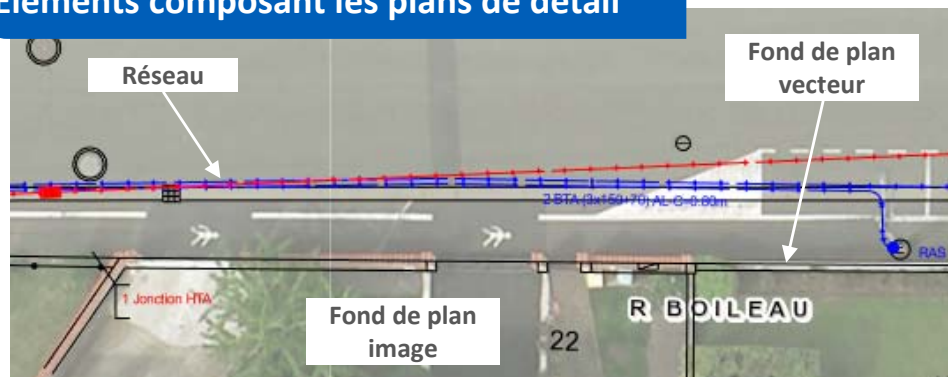 Eléments composant les plans de détail
Réseau
Fond de plan
vecteur
2 BTA (3x150+70) AL-C=0.80m
RAS
1 Jonction HTA
Fond de plan
image
R BOILEAU
22